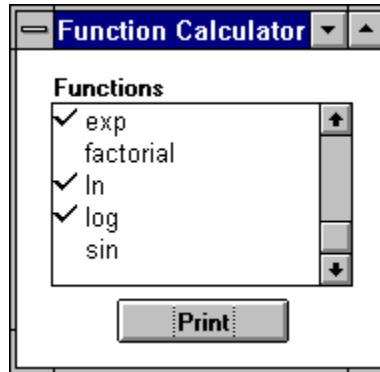 Function Calculator
Functions
exp
factorial
ln
log
sin
Print